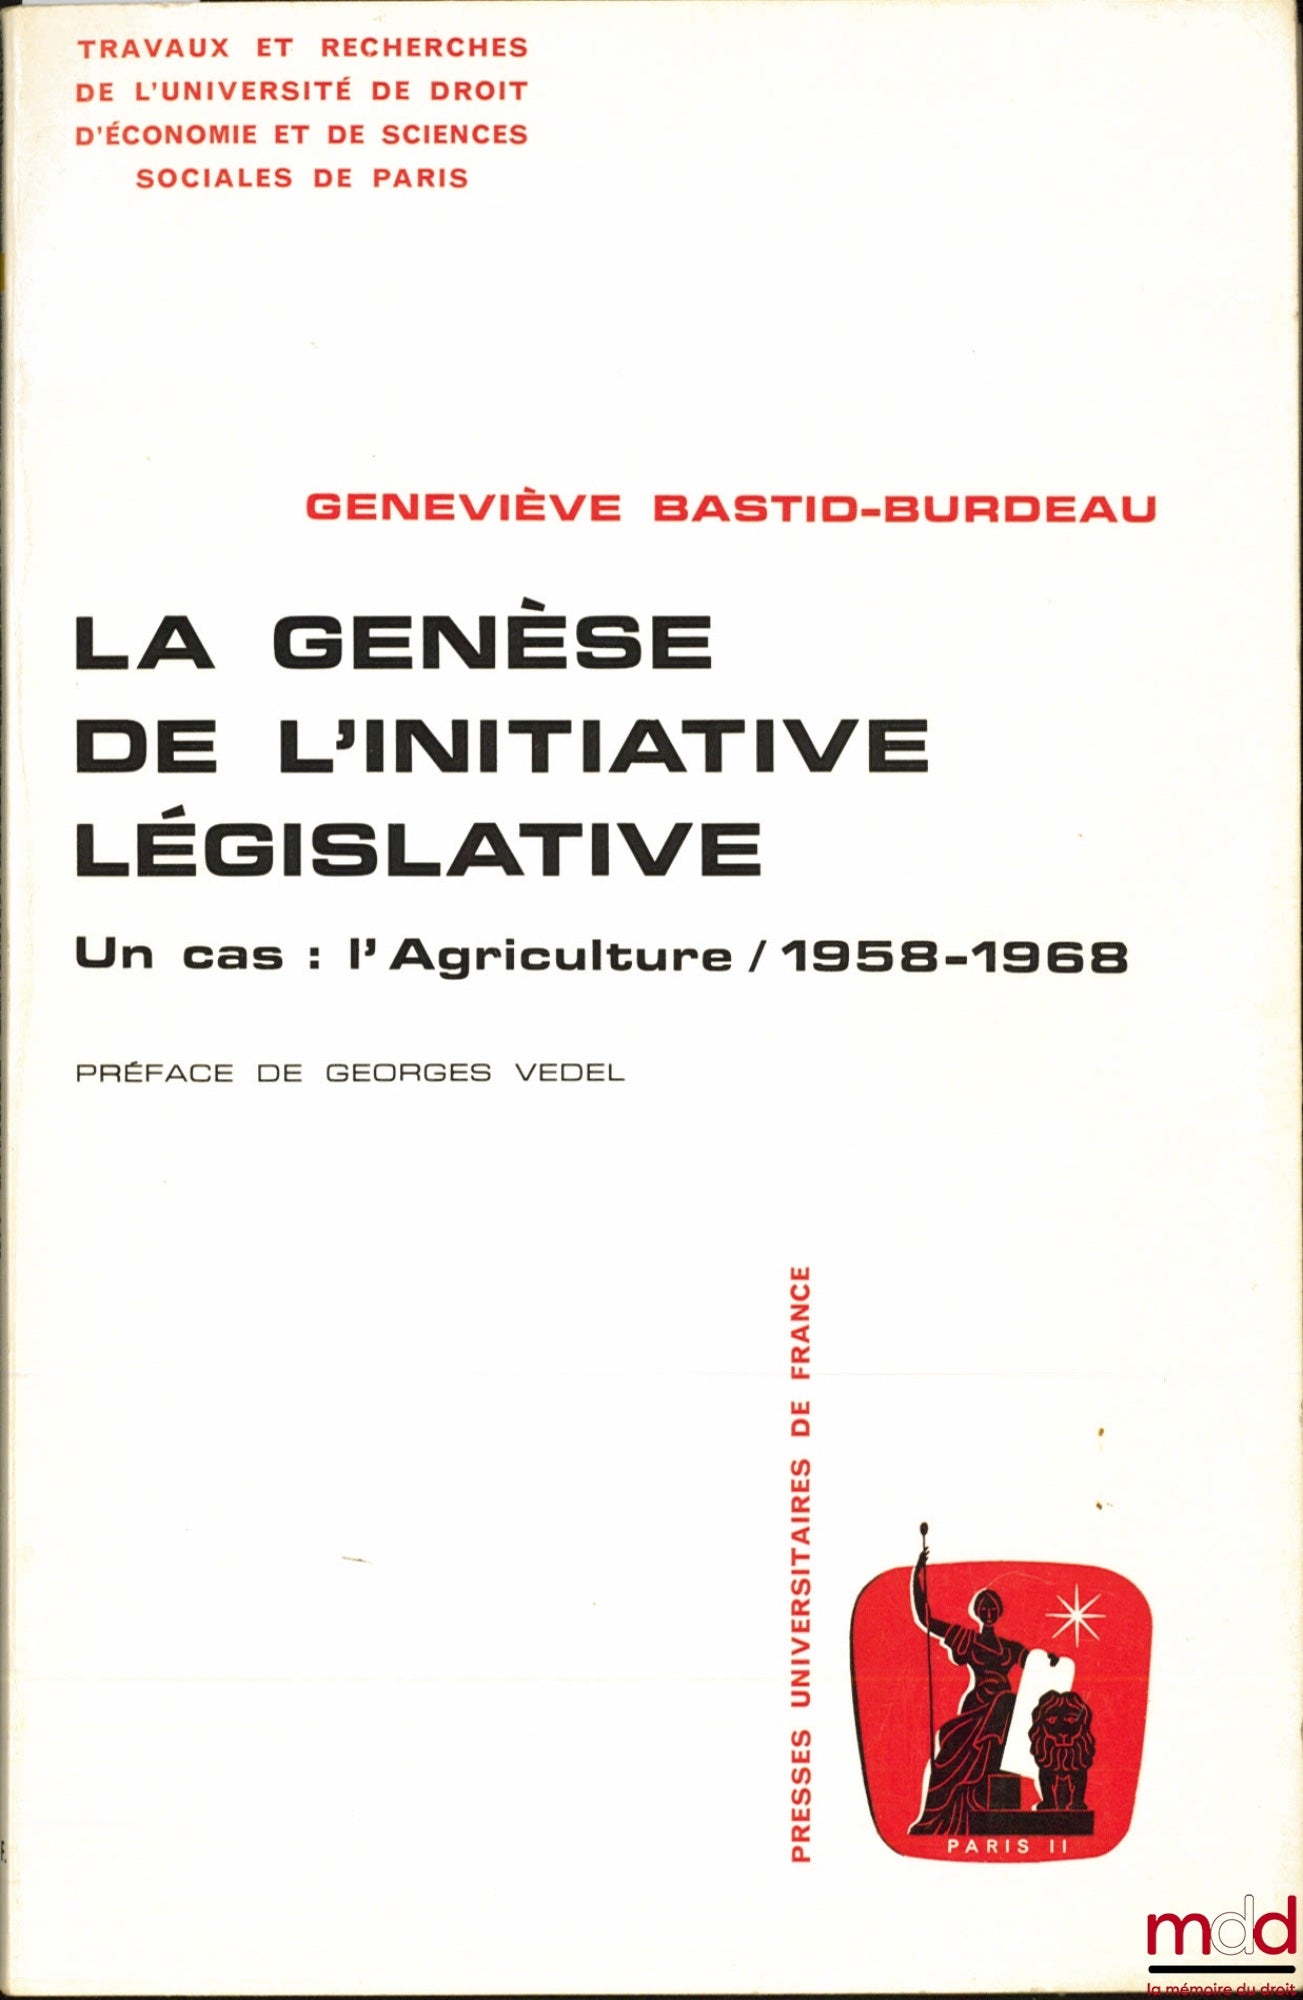 TRAVAUX ET RECHERCHES
DE L'UNIVERSITÉ DE DROIT
D'ÉCONOMIE ET DE SCIENCES
SOCIALES DE PARIS
GENEVIÈVE BASTID-BURDEAU
LA GENÈSE
DE L'INITIATIVE
LÉGISLATIVE
Un cas : l'Agriculture / 1958-1968
PRÉFACE DE GEORGES VEDEL
PRESSES UNIVERSITAIRES DE FRANCE
PARIS II
F.
mdd
la mémoire du droit